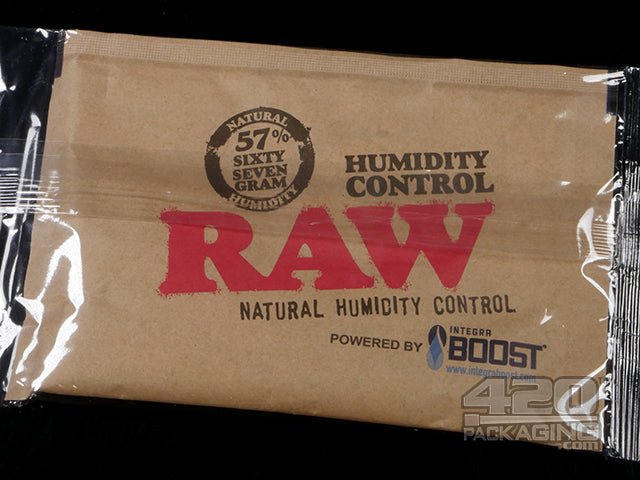 NATURAL
57%
SIXTY
SEVEN
GRAM
HUMIDITY
HUMIDITY
CONTROL
RAW
NATURAL HUMIDITY CONTROL
POWERED BY
INTEGRA
BOOST®
www.integraboost.com
420
PACKAGING
.com